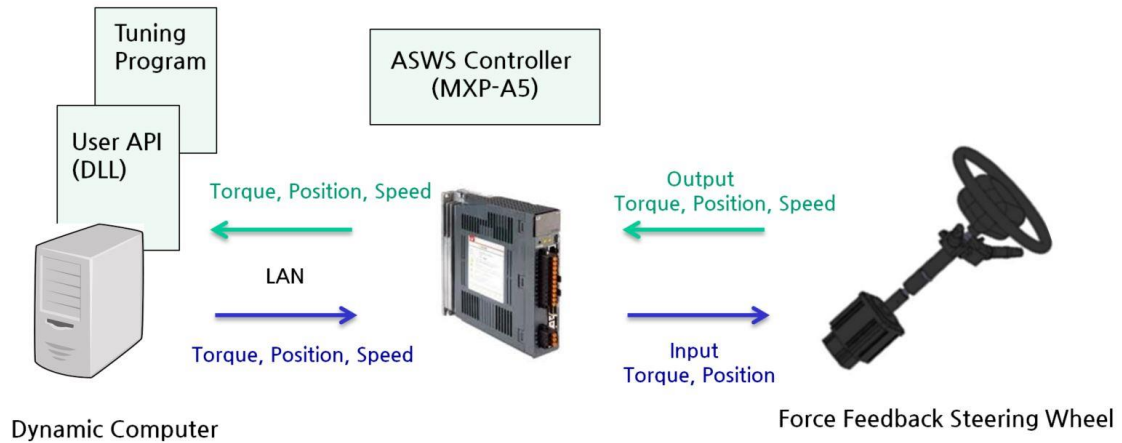 Tuning
Program
User API
(DLL)
ASWS Controller
(MXP-A5)
Torque, Position, Speed
LAN
Torque, Position, Speed
Output
Torque, Position, Speed
Input
Torque, Position
Dynamic Computer
Force Feedback Steering Wheel